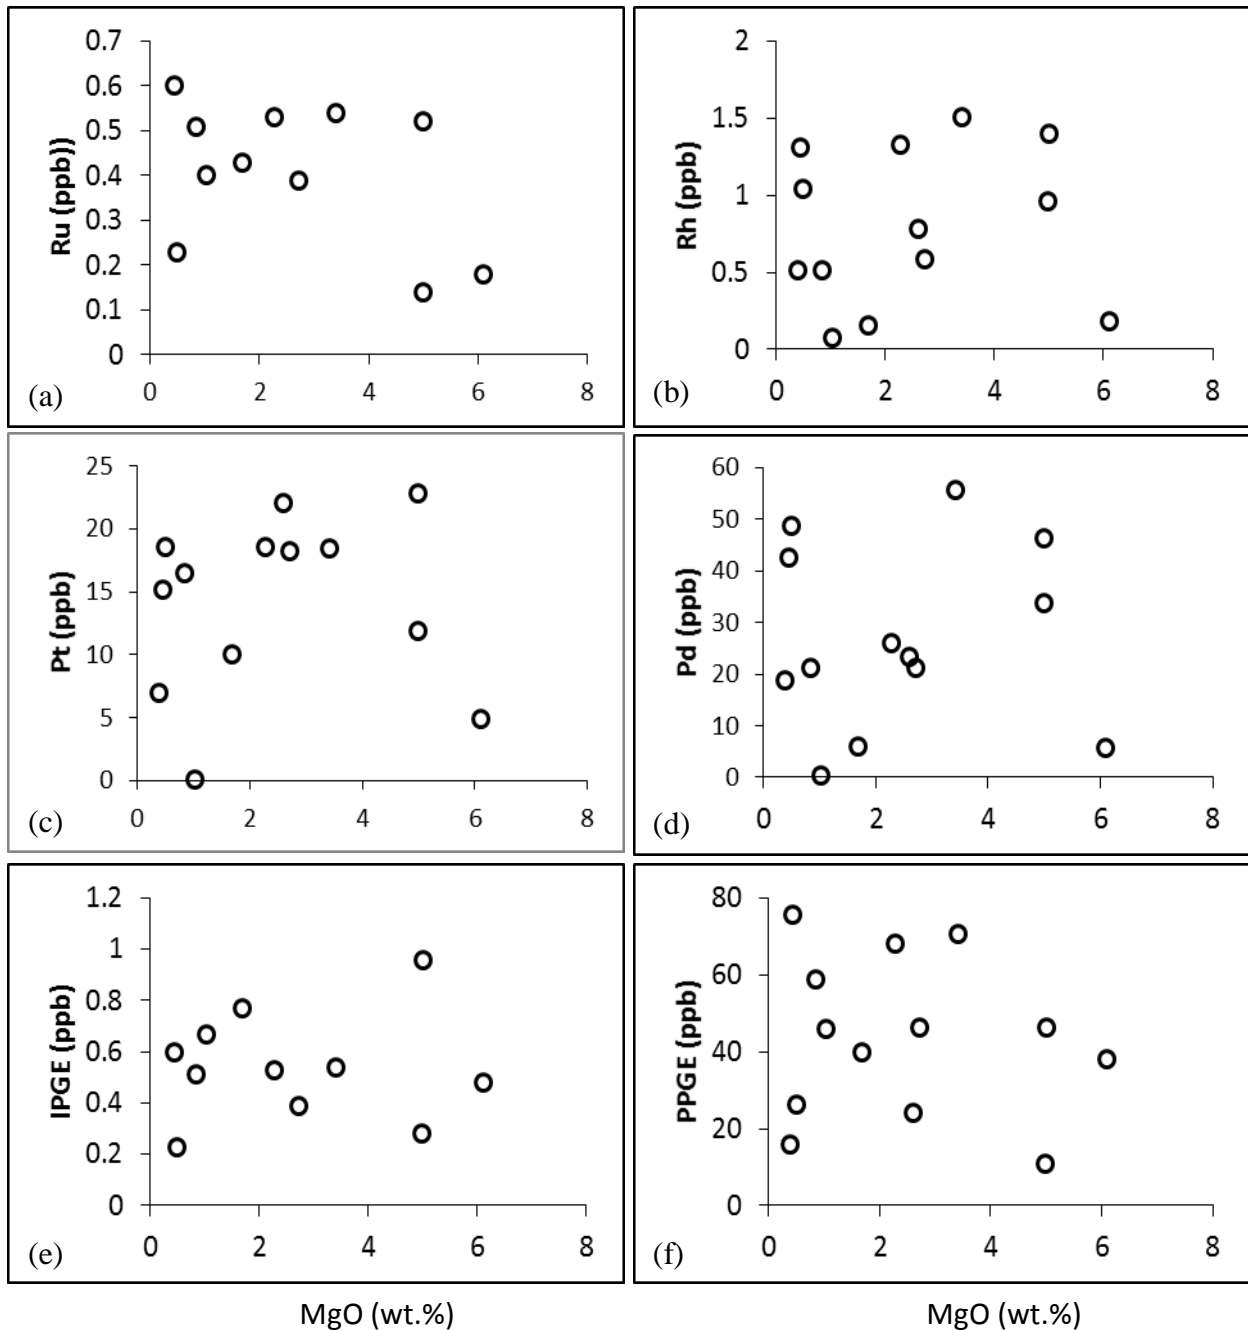 0.7
0.6
0.5
0.4
0.3
0.2
0.1
0
Ru (ppb))
0 2 4 6 8
(a)
2
1.5
1
0.5
0
Rh (ppb)
0 2 4 6 8
(b)
25
20
15
10
5
0
Pt (ppb)
0 2 4 6 8
(c)
60
50
40
30
20
10
0
Pd (ppb)
0 2 4 6 8
(d)
1.2
1
0.8
0.6
0.4
0.2
0
IPGE (ppb)
0 2 4 6 8
(e)
80
60
40
20
0
PPGE (ppb)
0 2 4 6 8
(f)
MgO (wt.%)
MgO (wt.%)